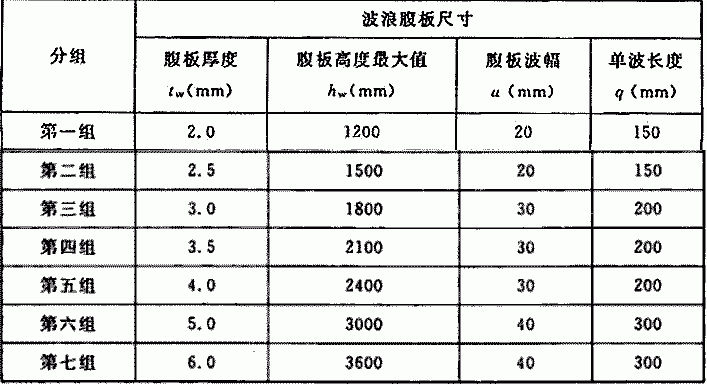 分组
波浪腹板尺寸
腹板厚度 腹板高度最大值 腹板波幅 单波长度
tw(mm) hw(mm) u(mm) q(mm)
第一组 2.0 1200 20 150
第二组 2.5 1500 20 150
第三组 3.0 1800 30 200
第四组 3.5 2100 30 200
第五组 4.0 2400 30 200
第六组 5.0 3000 40 300
第七组 6.0 3600 40 300